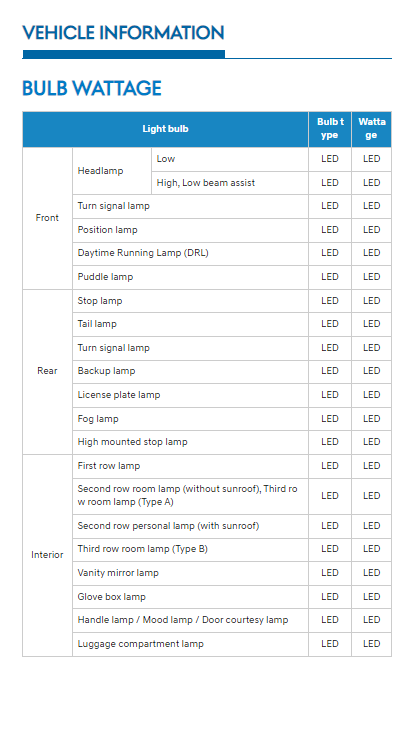 VEHICLE INFORMATION
BULB WATTAGE
Light bulb Bulb t Watta
ype ge
Front Headlamp Low LED LED
High, Low beam assist LED LED
Turn signal lamp LED LED
Position lamp LED LED
Daytime Running Lamp (DRL) LED LED
Puddle lamp LED LED
Rear Stop lamp LED LED
Tail lamp LED LED
Turn signal lamp LED LED
Backup lamp LED LED
License plate lamp LED LED
Fog lamp LED LED
High mounted stop lamp LED LED
Interior First row lamp LED LED
Second row room lamp (without sunroof), Third ro
w room lamp (Type A) LED LED
Second row personal lamp (with sunroof) LED LED
Third row room lamp (Type B) LED LED
Vanity mirror lamp LED LED
Glove box lamp LED LED
Handle lamp / Mood lamp / Door courtesy lamp LED LED
Luggage compartment lamp LED LED